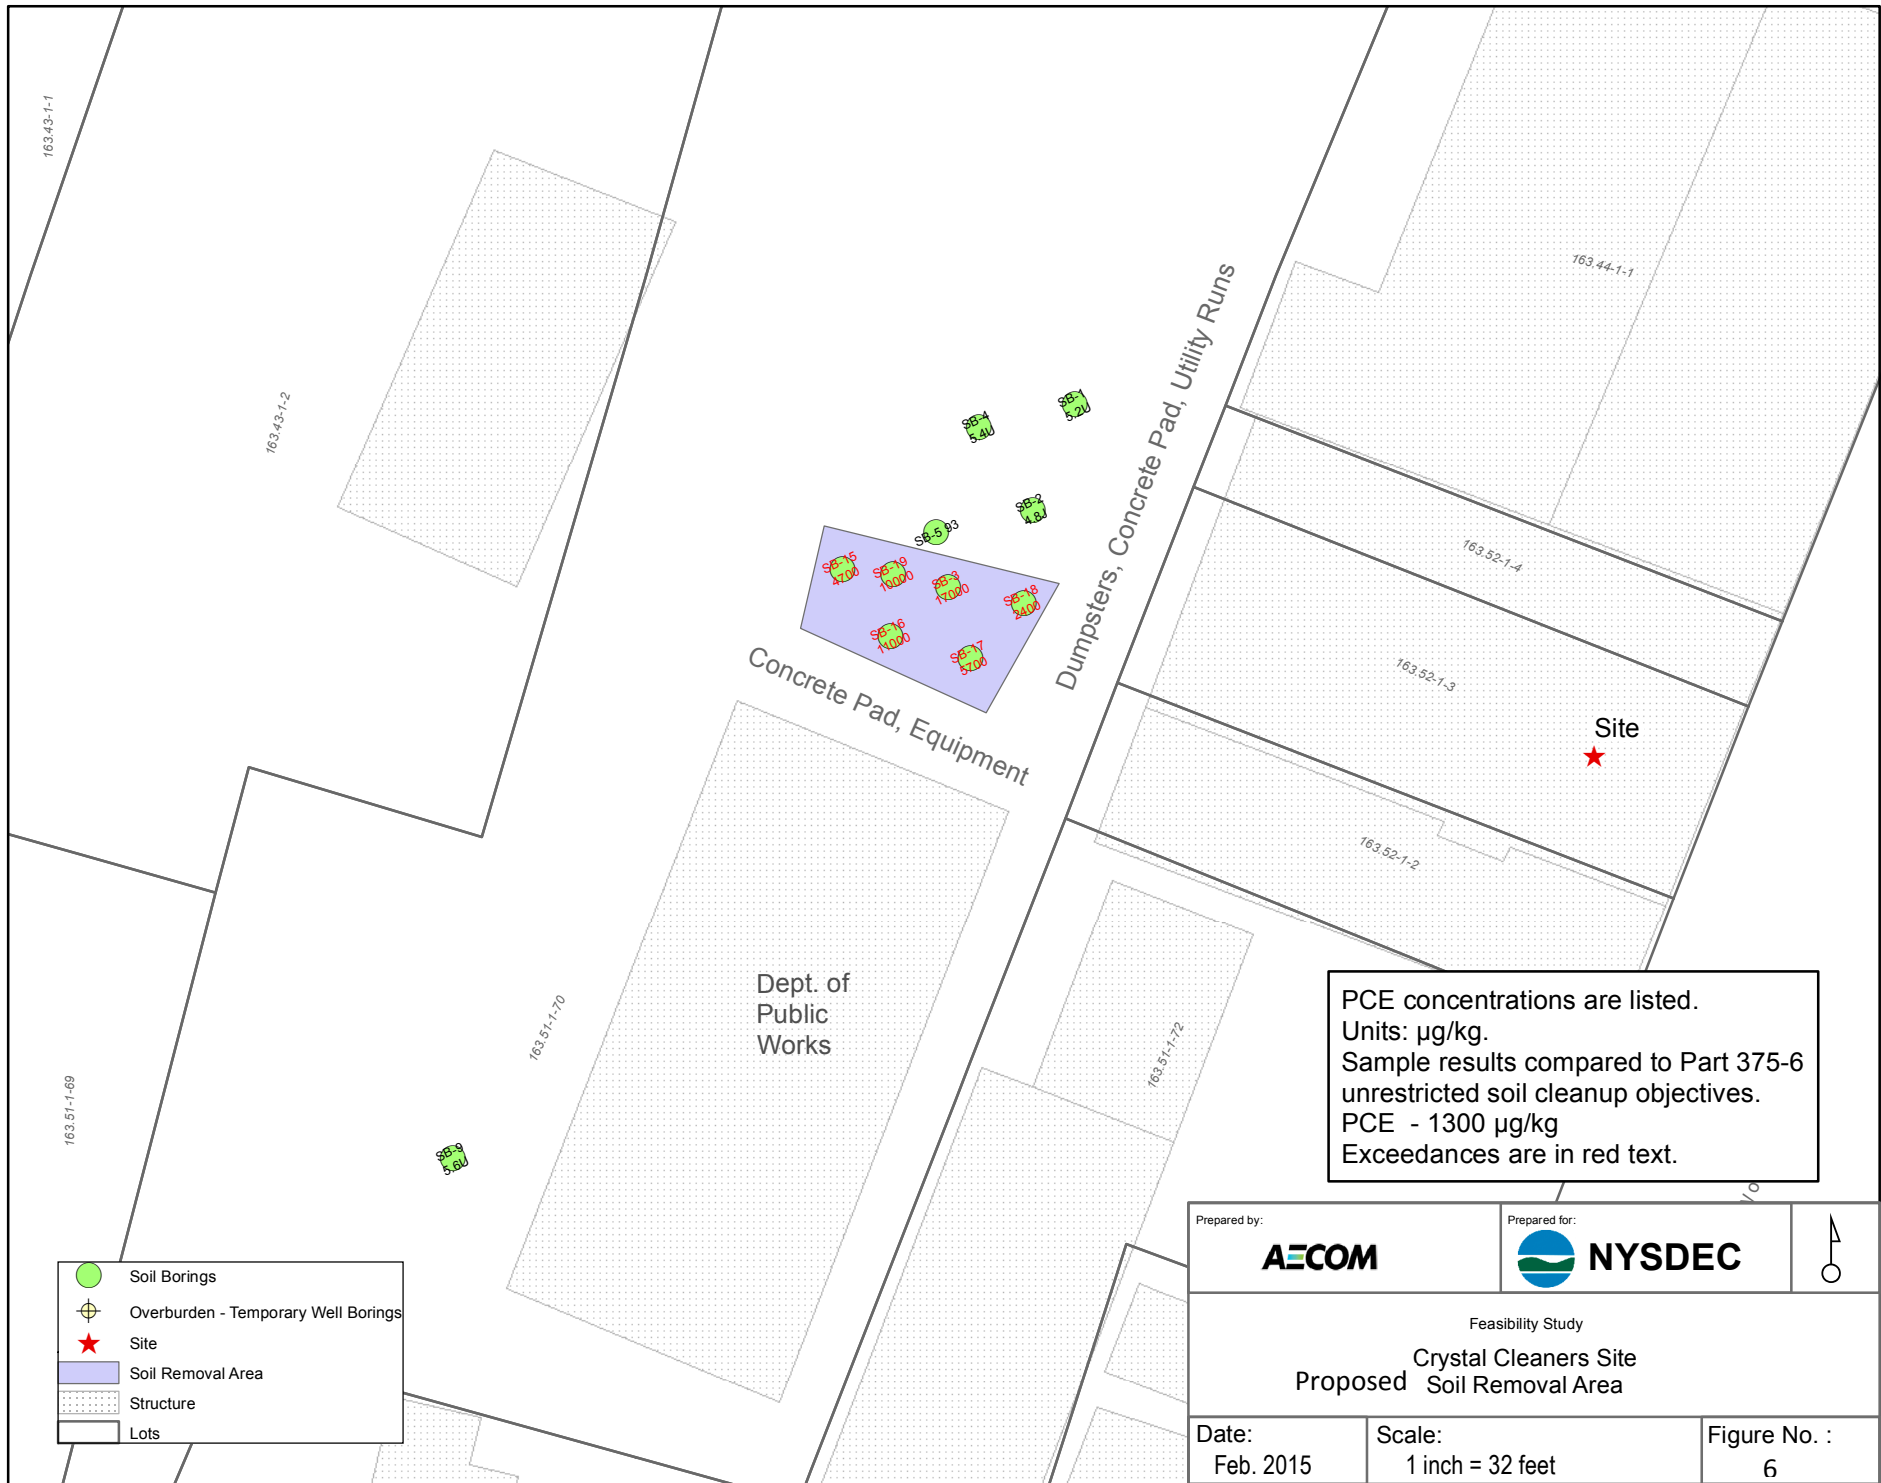 163.43-1-1
163.43-1-2
163.44-1-1
Dumpsters, Concrete Pad, Utility Runs
SB-1
5.2U
SB-4
5.4U
SB-2
4.8J
SB-5 93
SB-15
4700
SB-19
10000
SB-3
17000
SB-18
2400
SB-16
11000
SB-17
5700
Concrete Pad, Equipment
163.52-1-4
163.52-1-3
Site
163.52-1-2
Dept. of
Public
Works
163.51-1-70
163.51-1-72
163.51-1-69
SB-9
5.6U
PCE concentrations are listed.
Units: µg/kg.
Sample results compared to Part 375-6
unrestricted soil cleanup objectives.
PCE - 1300 µg/kg
Exceedances are in red text.
Soil Borings
Overburden - Temporary Well Borings
Site
Soil Removal Area
Structure
Lots
Prepared by:
AECOM
Prepared for:
NYSDEC
Feasibility Study
Crystal Cleaners Site
Proposed Soil Removal Area
Date:
Feb. 2015
Scale:
1 inch = 32 feet
Figure No. :
6